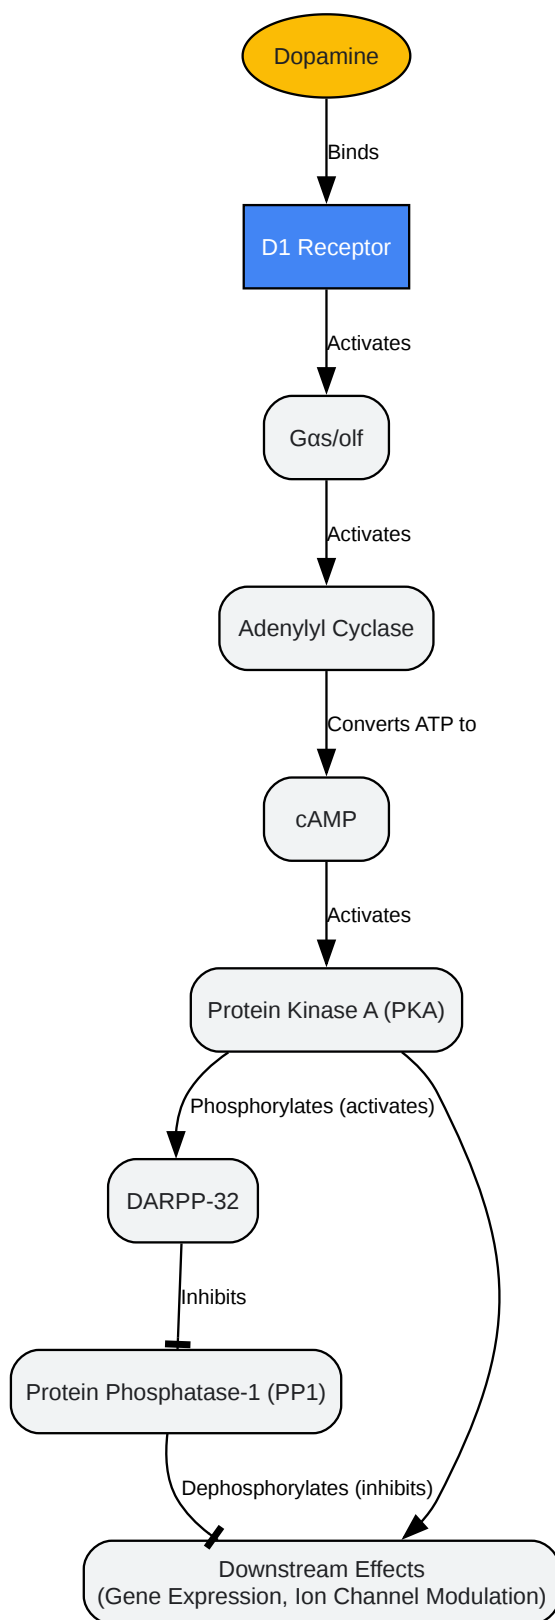 Dopamine
Binds
D1 Receptor
Activates
Gαs/olf
Activates
Adenylyl Cyclase
Converts ATP to
cAMP
Activates
Protein Kinase A (PKA)
Phosphorylates (activates)
DARPP-32
Inhibits
Protein Phosphatase-1 (PP1)
Dephosphorylates (inhibits)
Downstream Effects
(Gene Expression, Ion Channel Modulation)